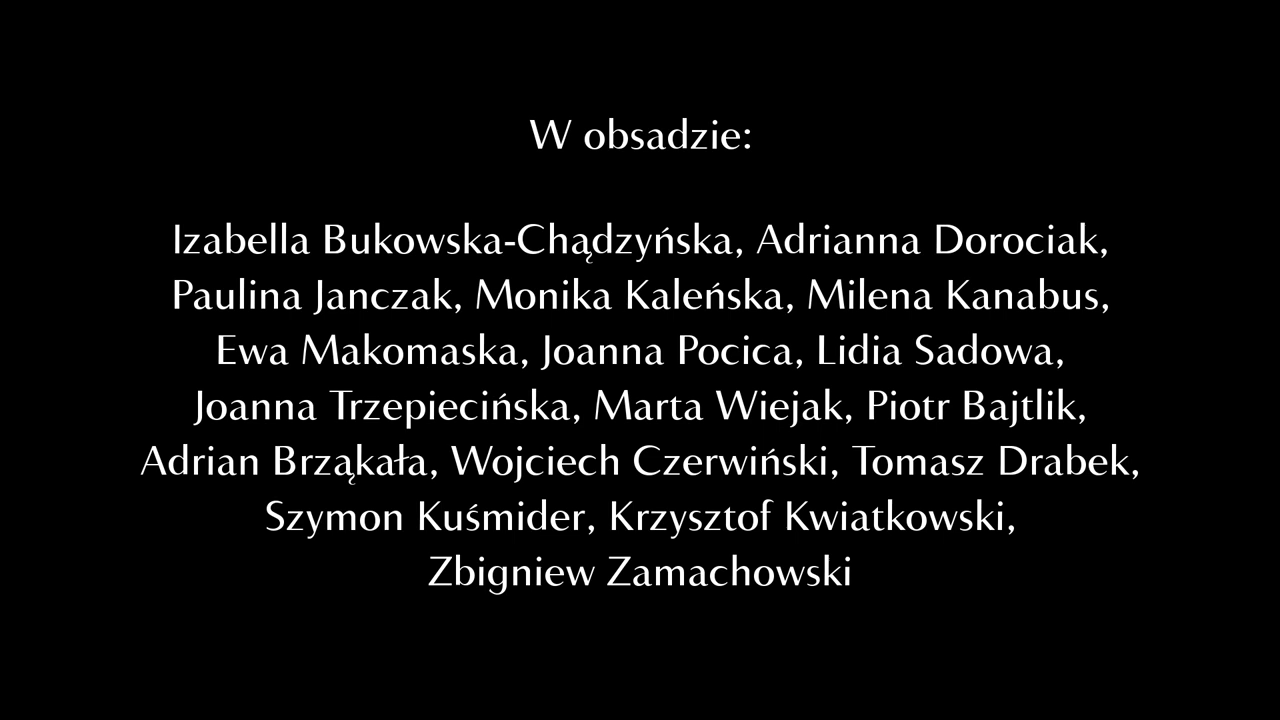 W obsadzie:
Izabella Bukowska-Chądzyńska, Adrianna Dorociak,
Paulina Janczak, Monika Kaleńska, Milena Kanabus,
Ewa Makomaska, Joanna Pocica, Lidia Sadowa,
Joanna Trzepiecińska, Marta Wiejak, Piotr Bajtlik,
Adrian Brząkała, Wojciech Czerwiński, Tomasz Drabek,
Szymon Kuśmider, Krzysztof Kwiatkowski,
Zbigniew Zamachowski